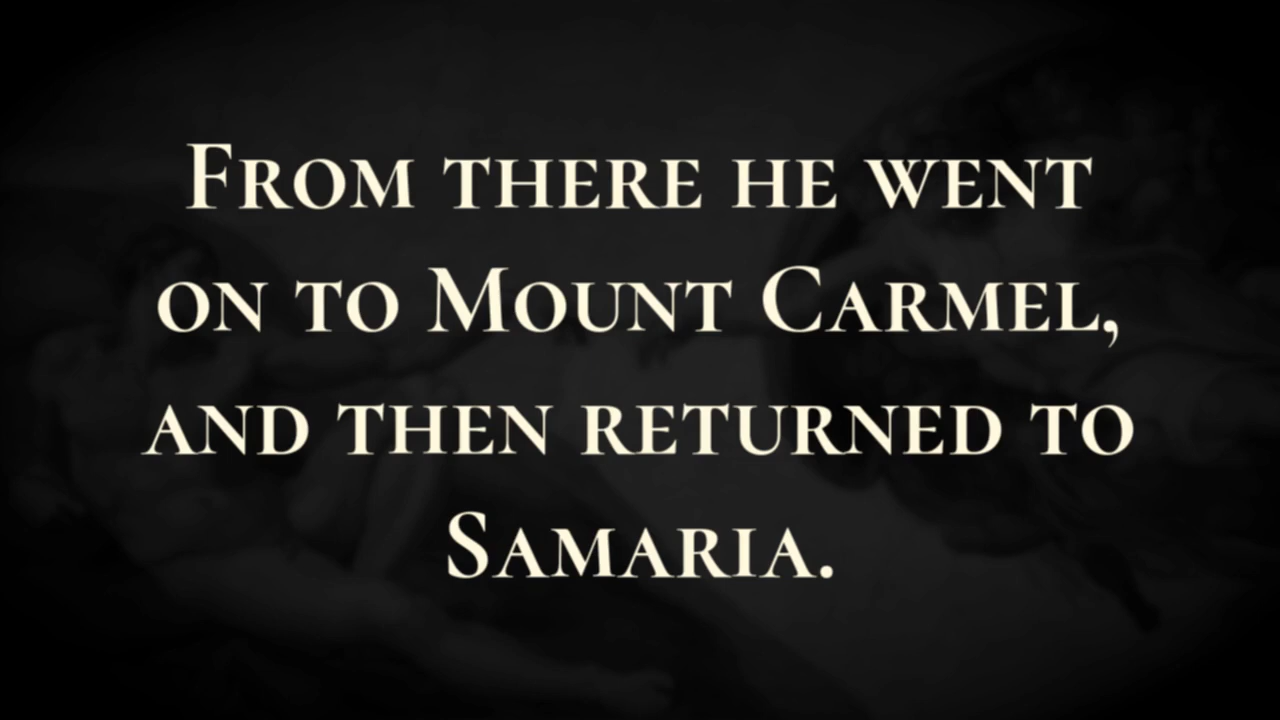 From there he went
on to Mount Carmel,
and then returned to
Samaria.